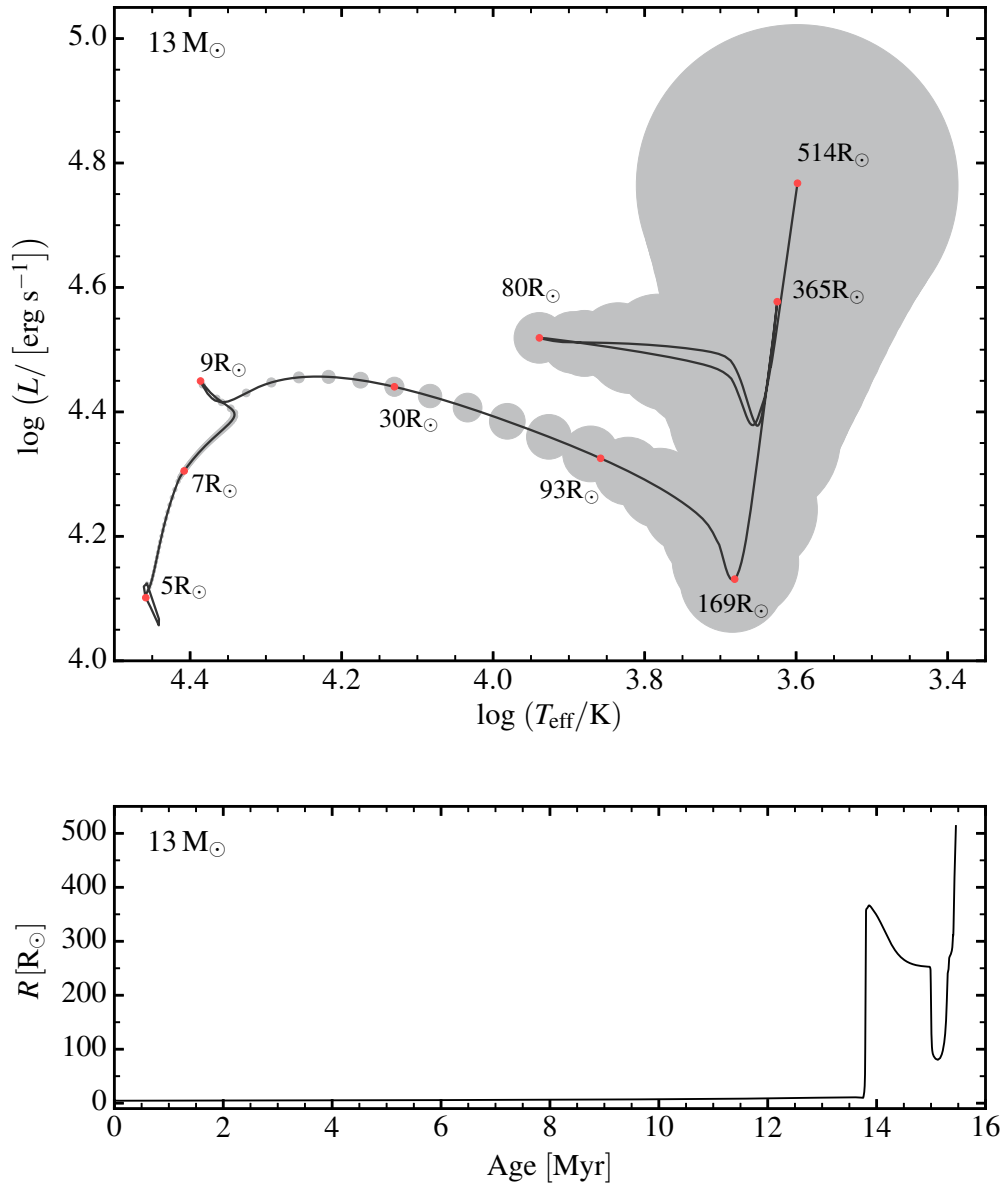 13 M☉
5.0
4.8
4.6
4.4
4.2
4.0
log (L/ [erg s⁻¹])
514R☉
365R☉
80R☉
9R☉
30R☉
7R☉
93R☉
5R☉
169R☉
4.4 4.2 4.0 3.8 3.6 3.4
log (Teff/K)
13 M☉
500
400
300
200
100
0
R [R☉]
0 2 4 6 8 10 12 14 16
Age [Myr]